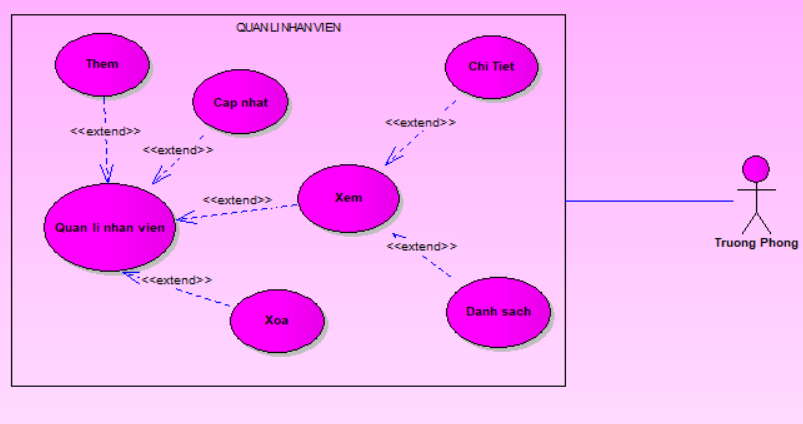 QUAN LI NHAN VIEN
Them
Chi Tiet
Cap nhat
<<extend>>
<<extend>>
<<extend>>
Xem
<<extend>>
Quan li nhan vien
Truong Phong
<<extend>>
<<extend>>
Xoa
Danh sach